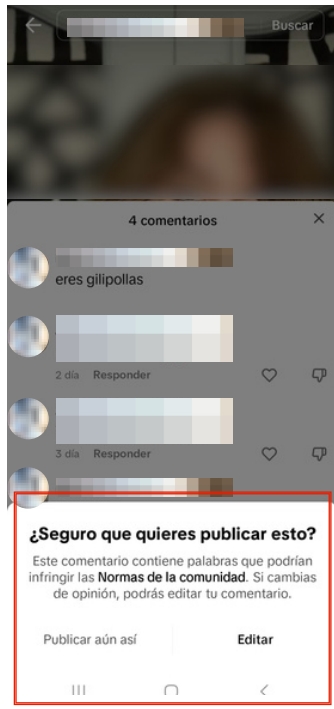 Buscar
4 comentarios
eres gilipollas
2 día Responder
3 día Responder
¿Seguro que quieres publicar esto?
Este comentario contiene palabras que podrían
infringir las Normas de la comunidad. Si cambias
de opinión, podrás editar tu comentario.
Publicar aún así Editar